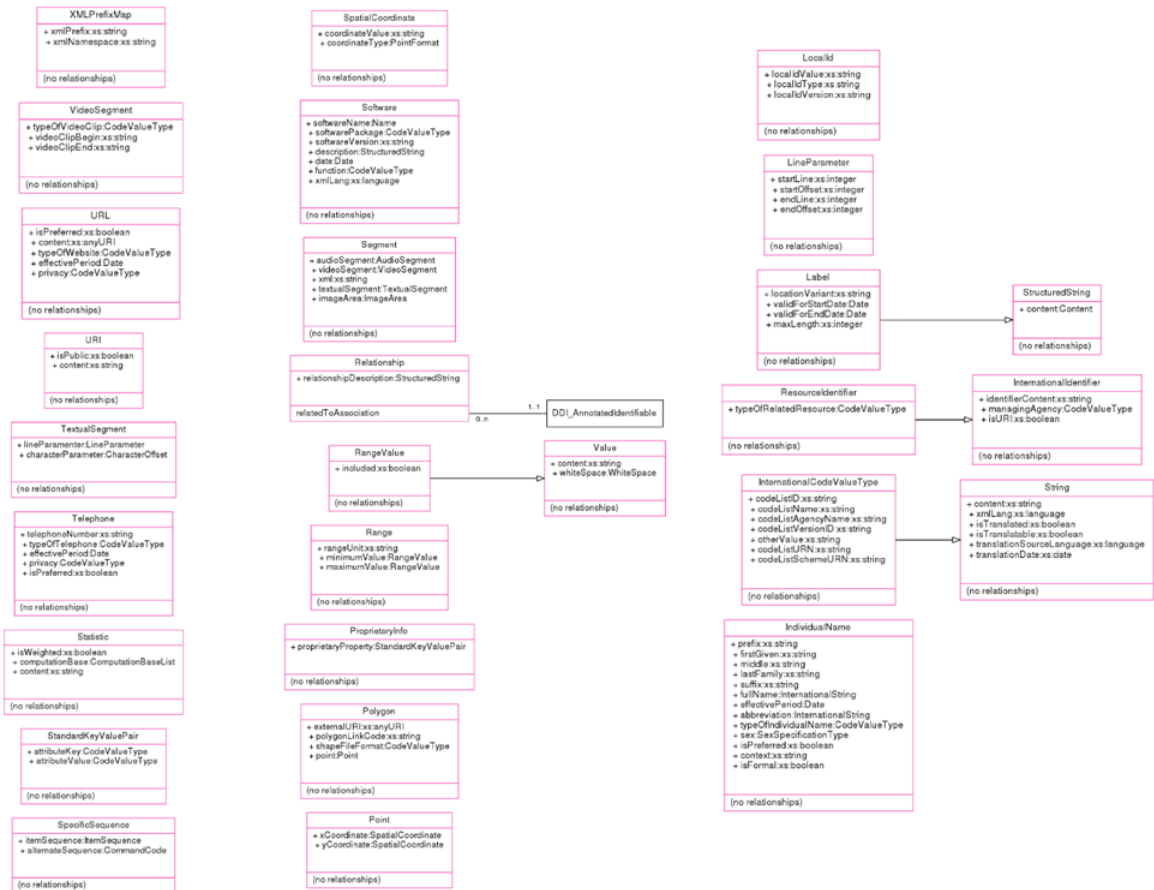 XMLPrefixMap
+ xmlPrefix:xs:string
+ xmlNamespace:xs:string
(no relationships)
VideoSegment
+ typeOfVideoClip:CodeValueType
+ videoClipBegin:xs:string
+ videoClipEnd:xs:string
(no relationships)
URL
+ isPreferred:xs:boolean
+ content:xs:anyURI
+ typeOfWebsite:CodeValueType
+ effectivePeriod:Date
+ privacy:CodeValueType
(no relationships)
URI
+ isPublic:xs:boolean
+ content:xs:string
(no relationships)
TextualSegment
+ lineParamenter:LineParameter
+ characterParameter:CharacterOffset
(no relationships)
Telephone
+ telephoneNumber:xs:string
+ typeOfTelephone:CodeValueType
+ effectivePeriod:Date
+ privacy:CodeValueType
+ isPreferred:xs:boolean
(no relationships)
Statistic
+ isWeighted:xs:boolean
+ computationBase:ComputationBaseList
+ content:xs:string
(no relationships)
StandardKeyValuePair
+ attributeKey:CodeValueType
+ attributeValue:CodeValueType
(no relationships)
SpecificSequence
+ itemSequence:ItemSequence
+ alternateSequence:CommandCode
(no relationships)
SpatialCoordinate
+ coordinateValue:xs:string
+ coordinateType:PointFormat
(no relationships)
Software
+ softwareName:Name
+ softwarePackage:CodeValueType
+ softwareVersion:xs:string
+ description:StructuredString
+ date:Date
+ function:CodeValueType
+ xmlLang:xs:language
(no relationships)
Segment
+ audioSegment:AudioSegment
+ videoSegment:VideoSegment
+ xml:xs:string
+ textualSegment:TextualSegment
+ imageArea:ImageArea
(no relationships)
Relationship
+ relationshipDescription:StructuredString
relatedToAssociation
0..n
1..1
DDI_AnnotatedIdentifiable
RangeValue
+ included:xs:boolean
(no relationships)
Value
+ content:xs:string
+ whiteSpace:WhiteSpace
(no relationships)
Range
+ rangeUnit:xs:string
+ minimumValue:RangeValue
+ maximumValue:RangeValue
(no relationships)
ProprietaryInfo
+ proprietaryProperty:StandardKeyValuePair
(no relationships)
Polygon
+ externalURI:xs:anyURI
+ polygonLinkCode:xs:string
+ shapeFileFormat:CodeValueType
+ point:Point
(no relationships)
Point
+ xCoordinate:SpatialCoordinate
+ yCoordinate:SpatialCoordinate
(no relationships)
LocalId
+ localIdValue:xs:string
+ localIdType:xs:string
+ localIdVersion:xs:string
(no relationships)
LineParameter
+ startLine:xs:integer
+ startOffset:xs:integer
+ endLine:xs:integer
+ endOffset:xs:integer
(no relationships)
Label
+ locationVariant:xs:string
+ validForStartDate:Date
+ validForEndDate:Date
+ maxLength:xs:integer
(no relationships)
StructuredString
+ content:Content
(no relationships)
ResourceIdentifier
+ typeOfRelatedResource:CodeValueType
(no relationships)
InternationalIdentifier
+ identifierContent:xs:string
+ managingAgency:CodeValueType
+ isURI:xs:boolean
(no relationships)
InternationalCodeValueType
+ codeListID:xs:string
+ codeListName:xs:string
+ codeListAgencyName:xs:string
+ codeListVersionID:xs:string
+ otherValue:xs:string
+ codeListURN:xs:string
+ codeListSchemeURN:xs:string
(no relationships)
String
+ content:xs:string
+ xmlLang:xs:language
+ isTranslated:xs:boolean
+ isTranslatable:xs:boolean
+ translationSourceLanguage:xs:language
+ translationDate:xs:date
(no relationships)
IndividualName
+ prefix:xs:string
+ firstGiven:xs:string
+ middle:xs:string
+ lastFamily:xs:string
+ suffix:xs:string
+ fullName:InternationalString
+ effectivePeriod:Date
+ abbreviation:InternationalString
+ typeOfIndividualName:CodeValueType
+ sex:SexSpecificationType
+ isPreferred:xs:boolean
+ context:xs:string
+ isFormal:xs:boolean
(no relationships)